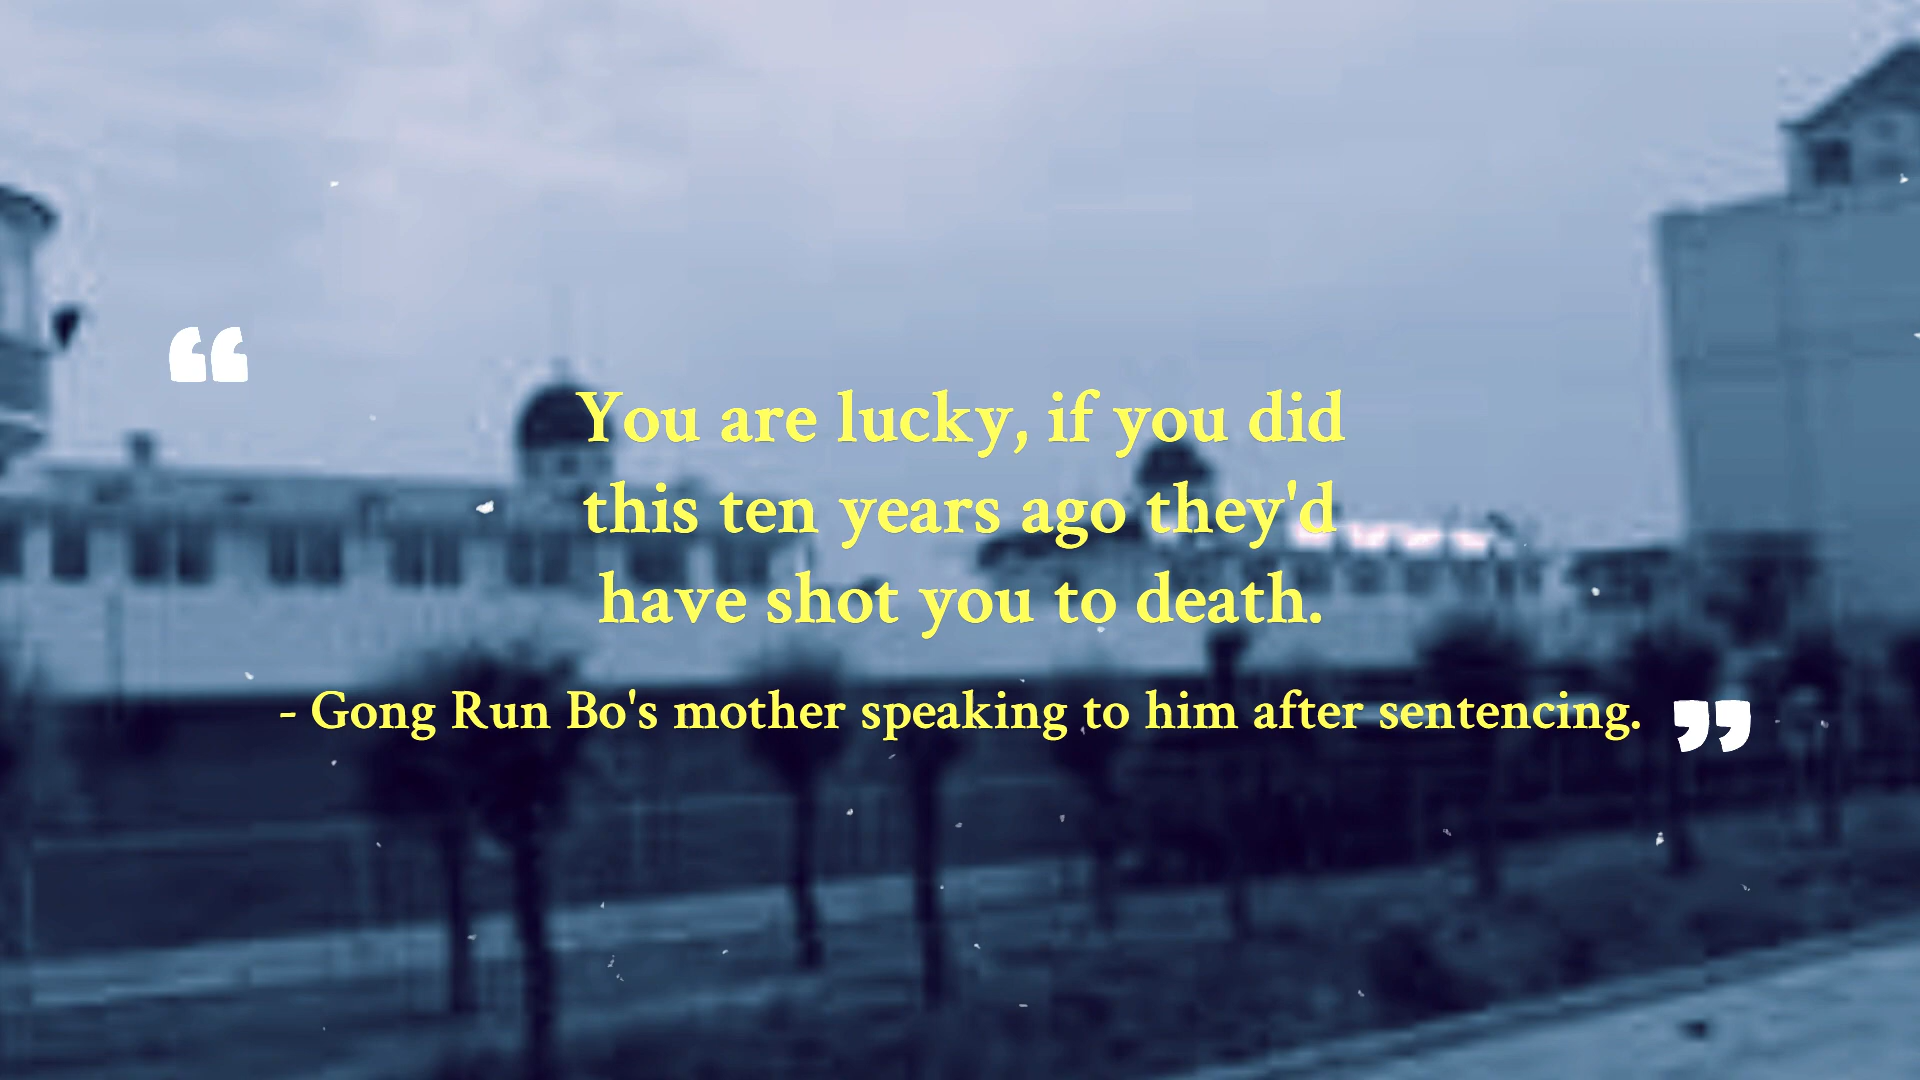 “
You are lucky, if you did
this ten years ago they'd
have shot you to death.
- Gong Run Bo's mother speaking to him after sentencing. ”